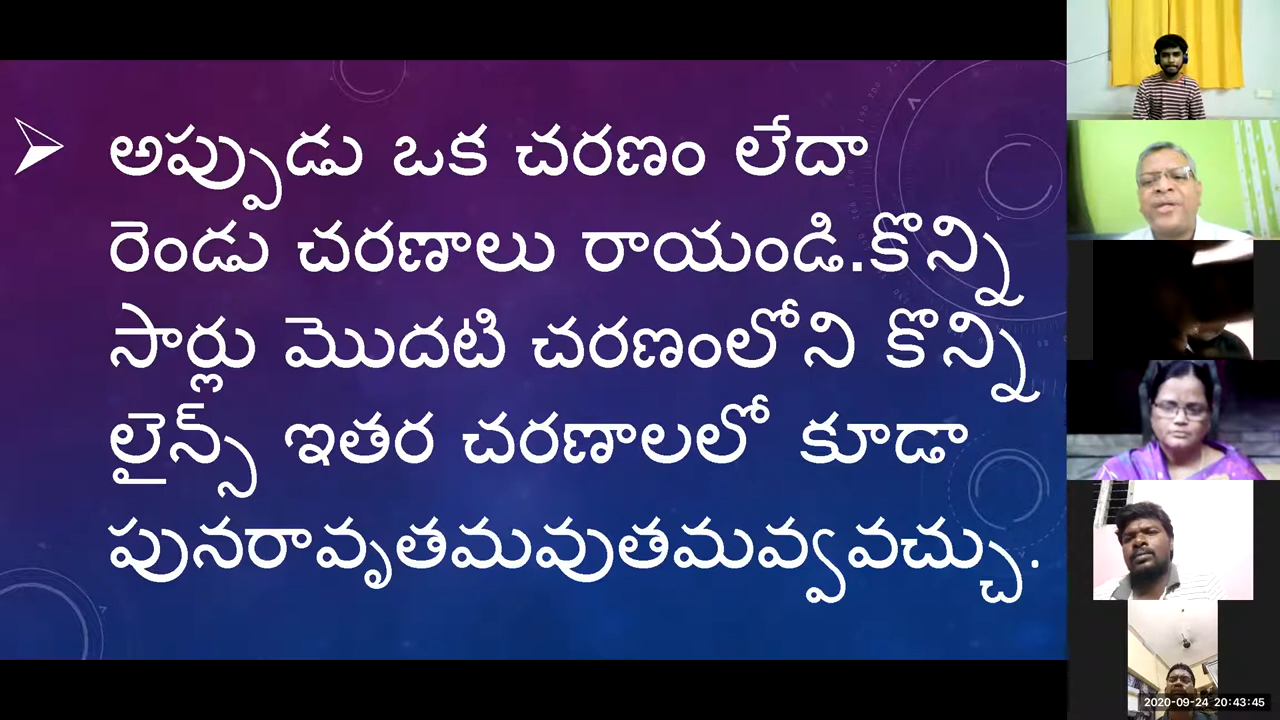 అప్పుడు ఒక చరణం లేదా
రెండు చరణాలు రాయండి.కొన్ని
సార్లు మొదటి చరణంలోని కొన్ని
లైన్స్ ఇతర చరణాలలో కూడా
పునరావృతమవుతమవ్వవచ్చు.
2020-09-24 20:43:45